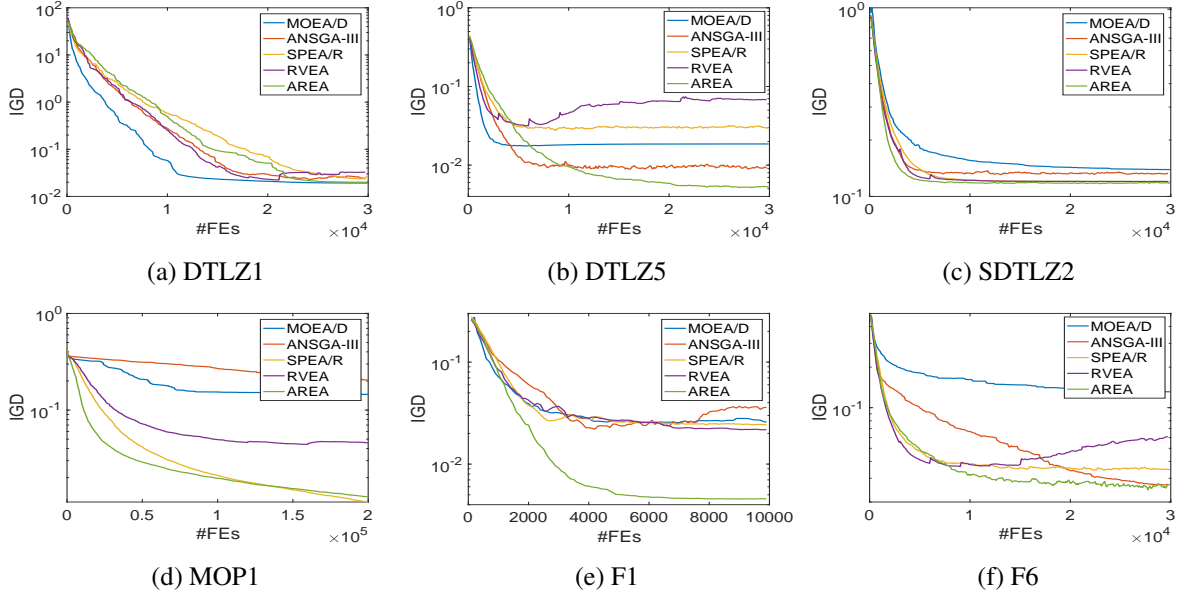 10^2
10^1
10^0
10^-1
10^-2
IGD
0
1
2
3
#FEs
×10^4
MOEA/D
ANSGA-III
SPEA/R
RVEA
AREA
(a) DTLZ1
10^0
10^-1
10^-2
IGD
0
1
2
3
#FEs
×10^4
MOEA/D
ANSGA-III
SPEA/R
RVEA
AREA
(b) DTLZ5
10^0
10^-1
IGD
0
1
2
3
#FEs
×10^4
MOEA/D
ANSGA-III
SPEA/R
RVEA
AREA
(c) SDTLZ2
10^0
10^-1
IGD
0
0.5
1
1.5
2
#FEs
×10^5
MOEA/D
ANSGA-III
SPEA/R
RVEA
AREA
(d) MOP1
10^-1
10^-2
IGD
0
2000
4000
6000
8000
10000
#FEs
MOEA/D
ANSGA-III
SPEA/R
RVEA
AREA
(e) F1
10^-1
IGD
0
1
2
3
#FEs
×10^4
MOEA/D
ANSGA-III
SPEA/R
RVEA
AREA
(f) F6